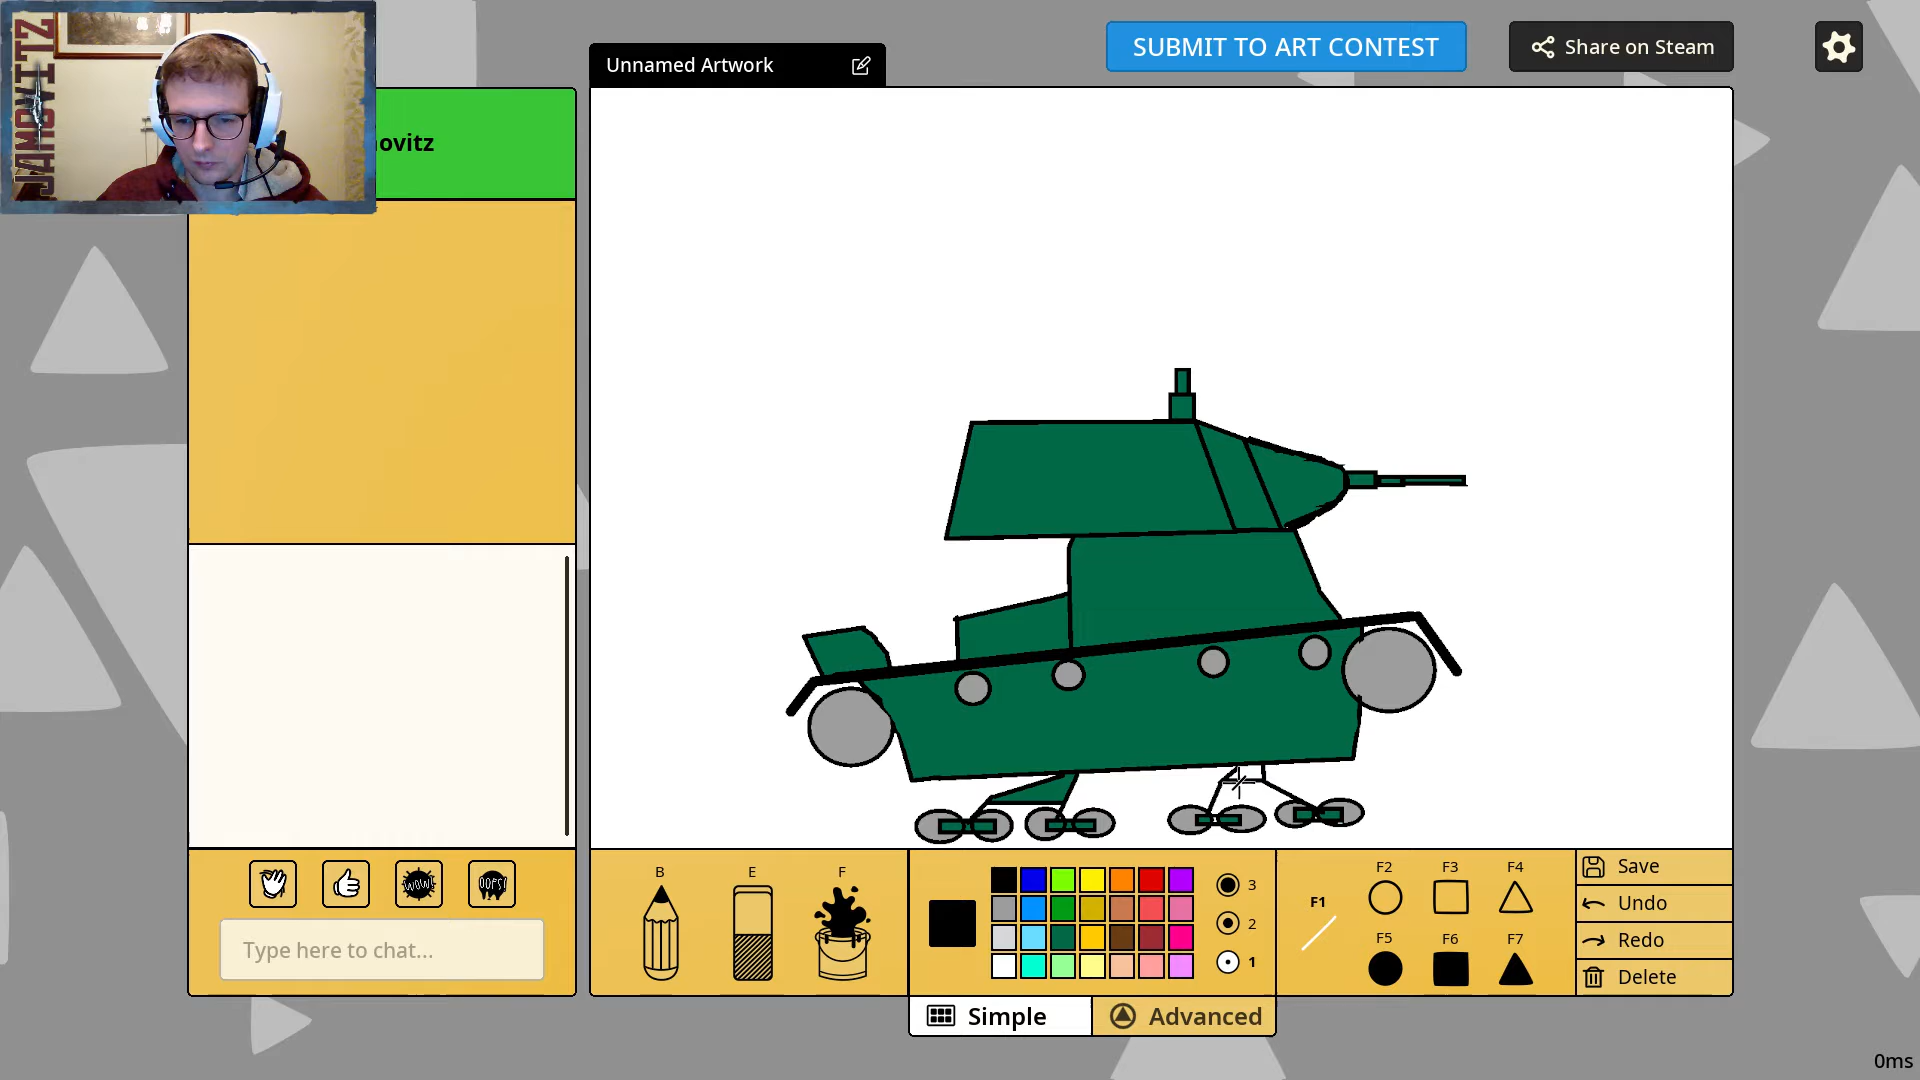 JAMOVITZ
ovitz
Unnamed Artwork
SUBMIT TO ART CONTEST
Share on Steam
WOW!
OOPS!
Type here to chat...
B
E
F
3
2
1
F1
F2
F3
F4
F5
F6
F7
Save
Undo
Redo
Delete
Simple
Advanced
0ms